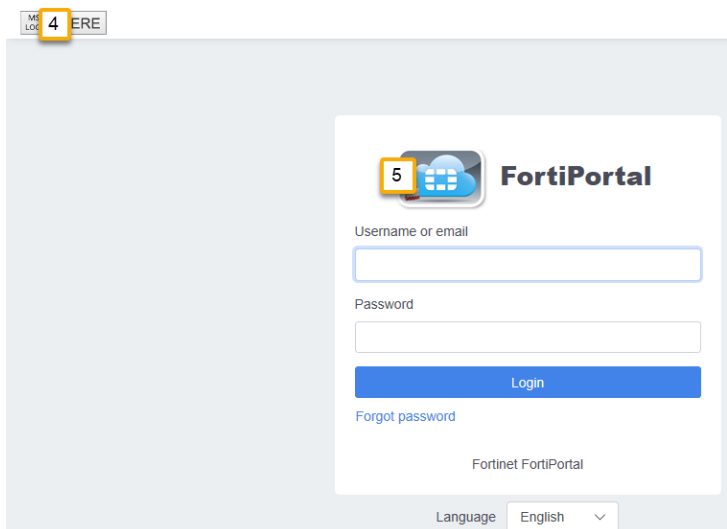 4 ERE
5 FortiPortal
Username or email
Password
Login
Forgot password
Fortinet FortiPortal
Language English